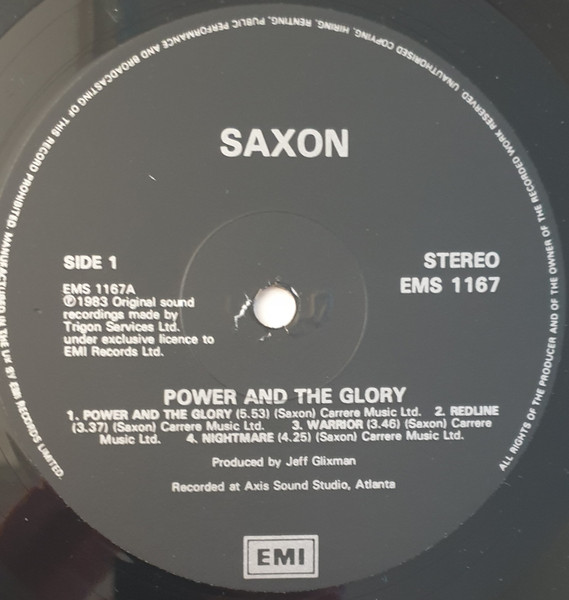 SAXON
SIDE 1
STEREO
EMS 1167A
EMS 1167
℗1983 Original sound
recordings made by
Trigon Services Ltd.
under exclusive licence to
EMI Records Ltd.
POWER AND THE GLORY
1. POWER AND THE GLORY (5.53) (Saxon) Carrere Music Ltd. 2. REDLINE
(3.37) (Saxon) Carrere Music Ltd. 3. WARRIOR (3.46) (Saxon) Carrere
Music Ltd. 4. NIGHTMARE (4.25) (Saxon) Carrere Music Ltd.
Produced by Jeff Glixman
Recorded at Axis Sound Studio, Atlanta
EMI
ALL RIGHTS OF THE PRODUCER AND OF THE OWNER OF THE RECORDED WORK RESERVED. UNAUTHORISED COPYING, HIRING, RENTING, PUBLIC PERFORMANCE AND BROADCASTING OF THIS RECORD PROHIBITED. MANUFACTURED IN THE UK BY EMI RECORDS LIMITED.